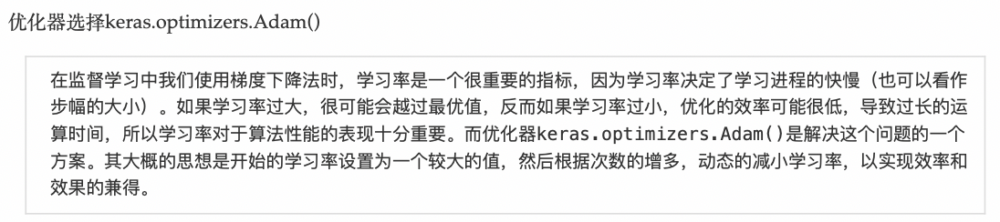 优化器选择keras.optimizers.Adam()
在监督学习中我们使用梯度下降法时，学习率是一个很重要的指标，因为学习率决定了学习进程的快慢（也可以看作
步幅的大小）。如果学习率过大，很可能会越过最优值，反而如果学习率过小，优化的效率可能很低，导致过长的运
算时间，所以学习率对于算法性能的表现十分重要。而优化器keras.optimizers.Adam()是解决这个问题的一个
方案。其大概的思想是开始的学习率设置为一个较大的值，然后根据次数的增多，动态的减小学习率，以实现效率和
效果的兼得。